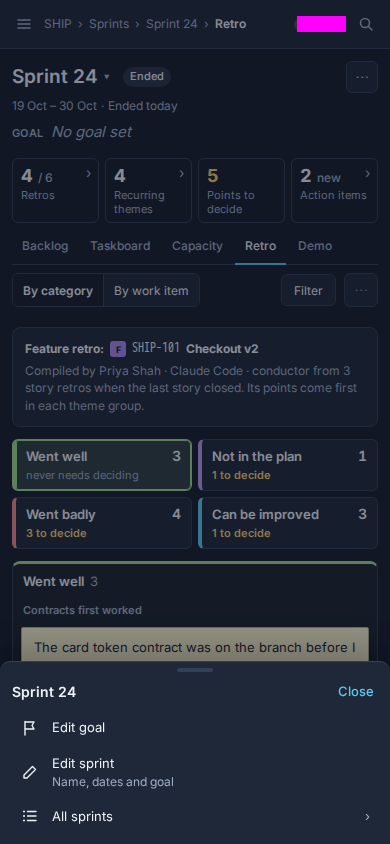 SHIP › Sprints › Sprint 24 › Retro
Sprint 24 ▾ Ended ···
19 Oct – 30 Oct · Ended today
GOAL No goal set
4 / 6 ›
Retros
4 ›
Recurring
themes
5
Points to
decide
2 new ›
Action items
Backlog Taskboard Capacity Retro Demo
By category By work item Filter ···
Feature retro: F SHIP-101 Checkout v2
Compiled by Priya Shah · Claude Code · conductor from 3
story retros when the last story closed. Its points come first
in each theme group.
Went well 3
never needs deciding
Not in the plan 1
1 to decide
Went badly 4
3 to decide
Can be improved 3
1 to decide
Went well 3
Contracts first worked
The card token contract was on the branch before I
Sprint 24 Close
Edit goal
Edit sprint
Name, dates and goal
All sprints ›